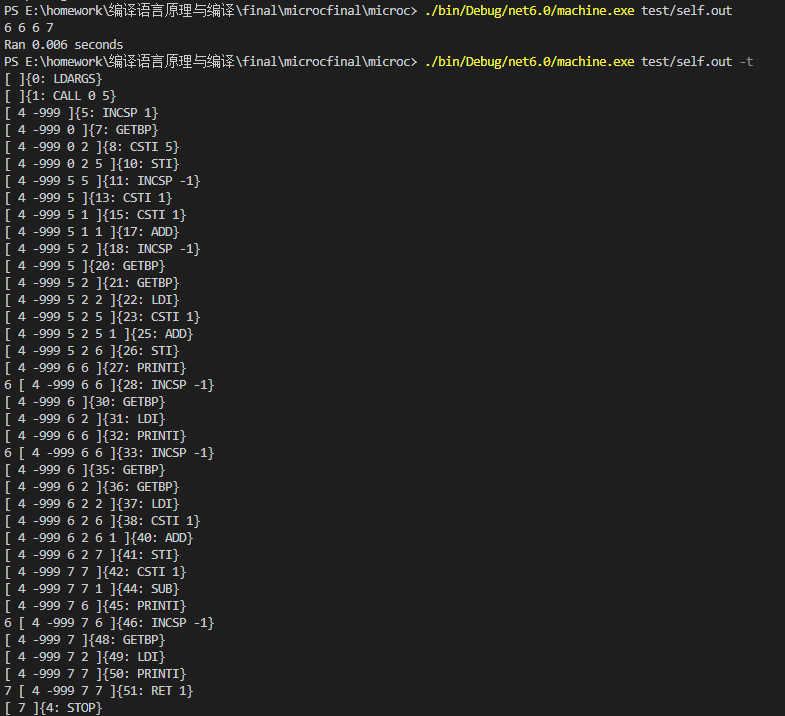 PS E:\homework\编译语言原理与编译\final\microcfinal\microc> ./bin/Debug/net6.0/machine.exe test/self.out
6 6 6 7
Ran 0.006 seconds
PS E:\homework\编译语言原理与编译\final\microcfinal\microc> ./bin/Debug/net6.0/machine.exe test/self.out -t
[ ]{0: LDARGS}
[ ]{1: CALL 0 5}
[ 4 -999 ]{5: INCSP 1}
[ 4 -999 0 ]{7: GETBP}
[ 4 -999 0 2 ]{8: CSTI 5}
[ 4 -999 0 2 5 ]{10: STI}
[ 4 -999 5 5 ]{11: INCSP -1}
[ 4 -999 5 ]{13: CSTI 1}
[ 4 -999 5 1 ]{15: CSTI 1}
[ 4 -999 5 1 1 ]{17: ADD}
[ 4 -999 5 2 ]{18: INCSP -1}
[ 4 -999 5 ]{20: GETBP}
[ 4 -999 5 2 ]{21: GETBP}
[ 4 -999 5 2 2 ]{22: LDI}
[ 4 -999 5 2 5 ]{23: CSTI 1}
[ 4 -999 5 2 5 1 ]{25: ADD}
[ 4 -999 5 2 6 ]{26: STI}
[ 4 -999 6 6 ]{27: PRINTI}
6 [ 4 -999 6 6 ]{28: INCSP -1}
[ 4 -999 6 ]{30: GETBP}
[ 4 -999 6 2 ]{31: LDI}
[ 4 -999 6 6 ]{32: PRINTI}
6 [ 4 -999 6 6 ]{33: INCSP -1}
[ 4 -999 6 ]{35: GETBP}
[ 4 -999 6 2 ]{36: GETBP}
[ 4 -999 6 2 2 ]{37: LDI}
[ 4 -999 6 2 6 ]{38: CSTI 1}
[ 4 -999 6 2 6 1 ]{40: ADD}
[ 4 -999 6 2 7 ]{41: STI}
[ 4 -999 7 7 ]{42: CSTI 1}
[ 4 -999 7 7 1 ]{44: SUB}
[ 4 -999 7 6 ]{45: PRINTI}
6 [ 4 -999 7 6 ]{46: INCSP -1}
[ 4 -999 7 ]{48: GETBP}
[ 4 -999 7 2 ]{49: LDI}
[ 4 -999 7 7 ]{50: PRINTI}
7 [ 4 -999 7 7 ]{51: RET 1}
[ 7 ]{4: STOP}